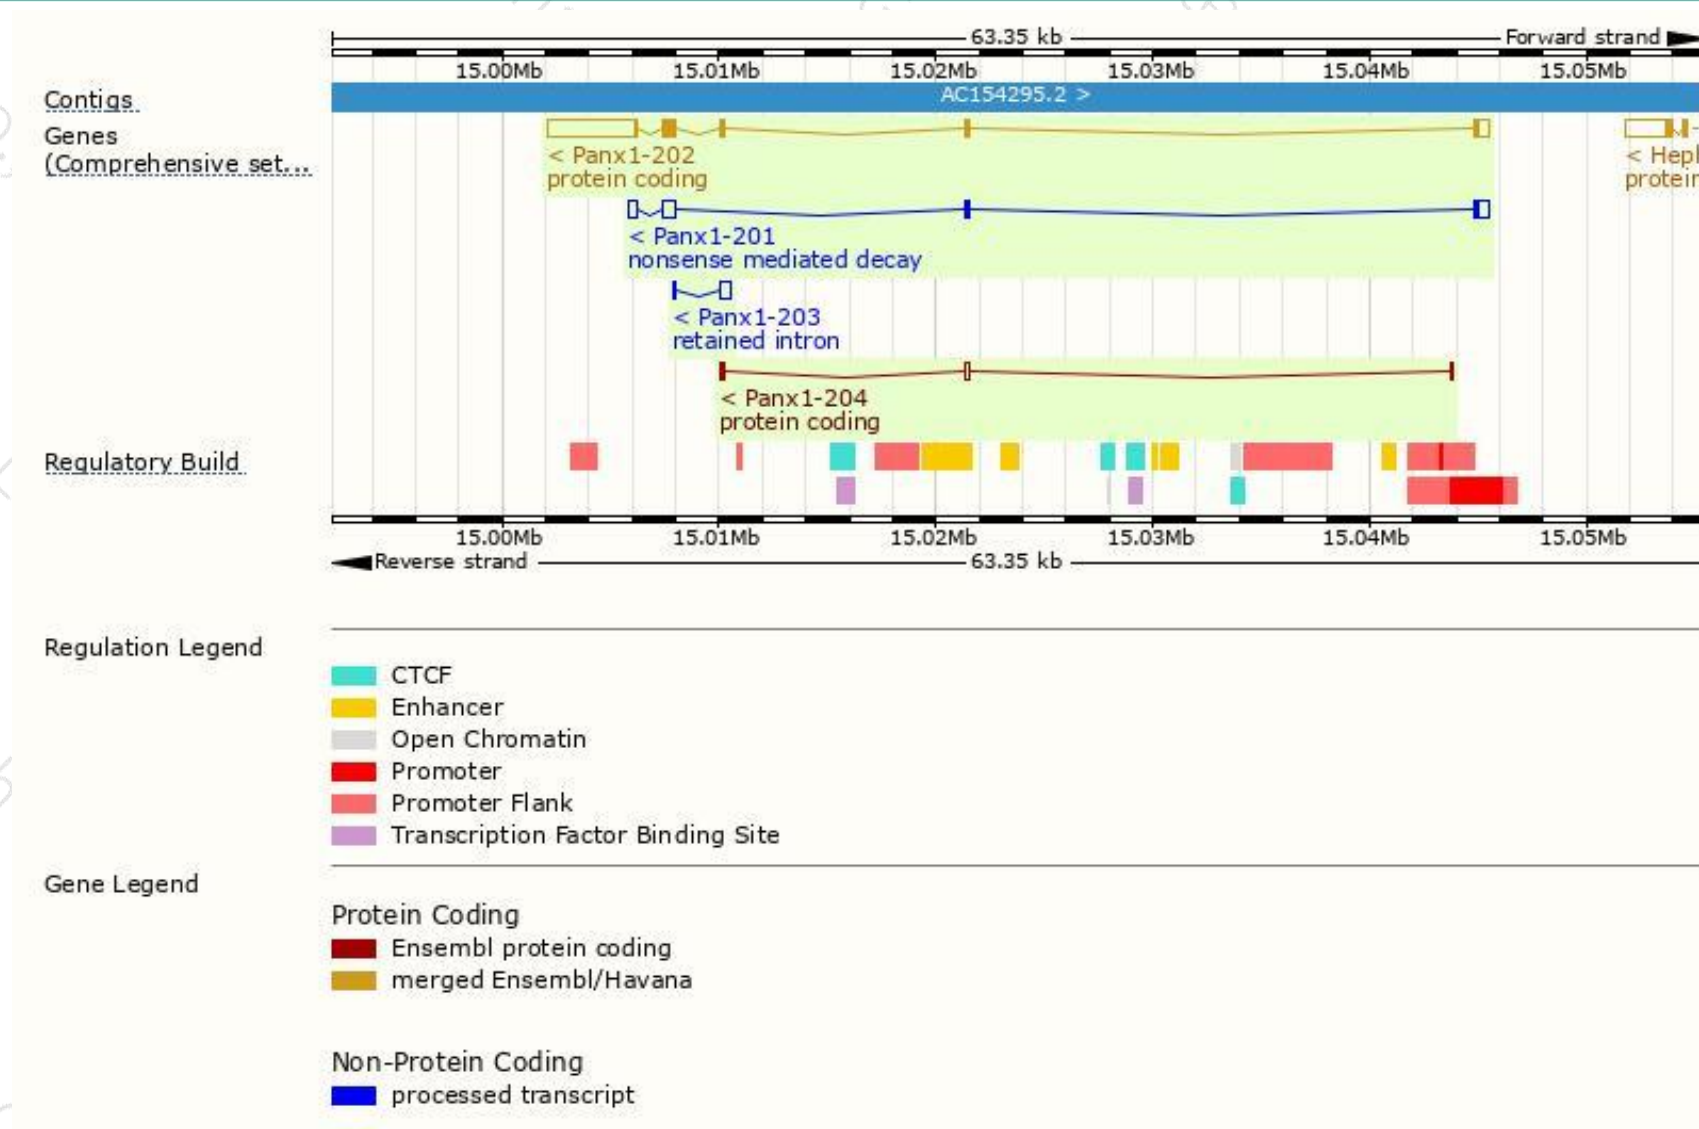 63.35 kb
Forward strand
15.00Mb 15.01Mb 15.02Mb 15.03Mb 15.04Mb 15.05Mb
Contigs
AC154295.2 >
Genes
(Comprehensive set...
< Panx1-202
protein coding
< Panx1-201
nonsense mediated decay
< Panx1-203
retained intron
< Panx1-204
protein coding
Regulatory Build
15.00Mb 15.01Mb 15.02Mb 15.03Mb 15.04Mb 15.05Mb
Reverse strand
63.35 kb
Regulation Legend
CTCF
Enhancer
Open Chromatin
Promoter
Promoter Flank
Transcription Factor Binding Site
Gene Legend
Protein Coding
Ensembl protein coding
merged Ensembl/Havana
Non-Protein Coding
processed transcript